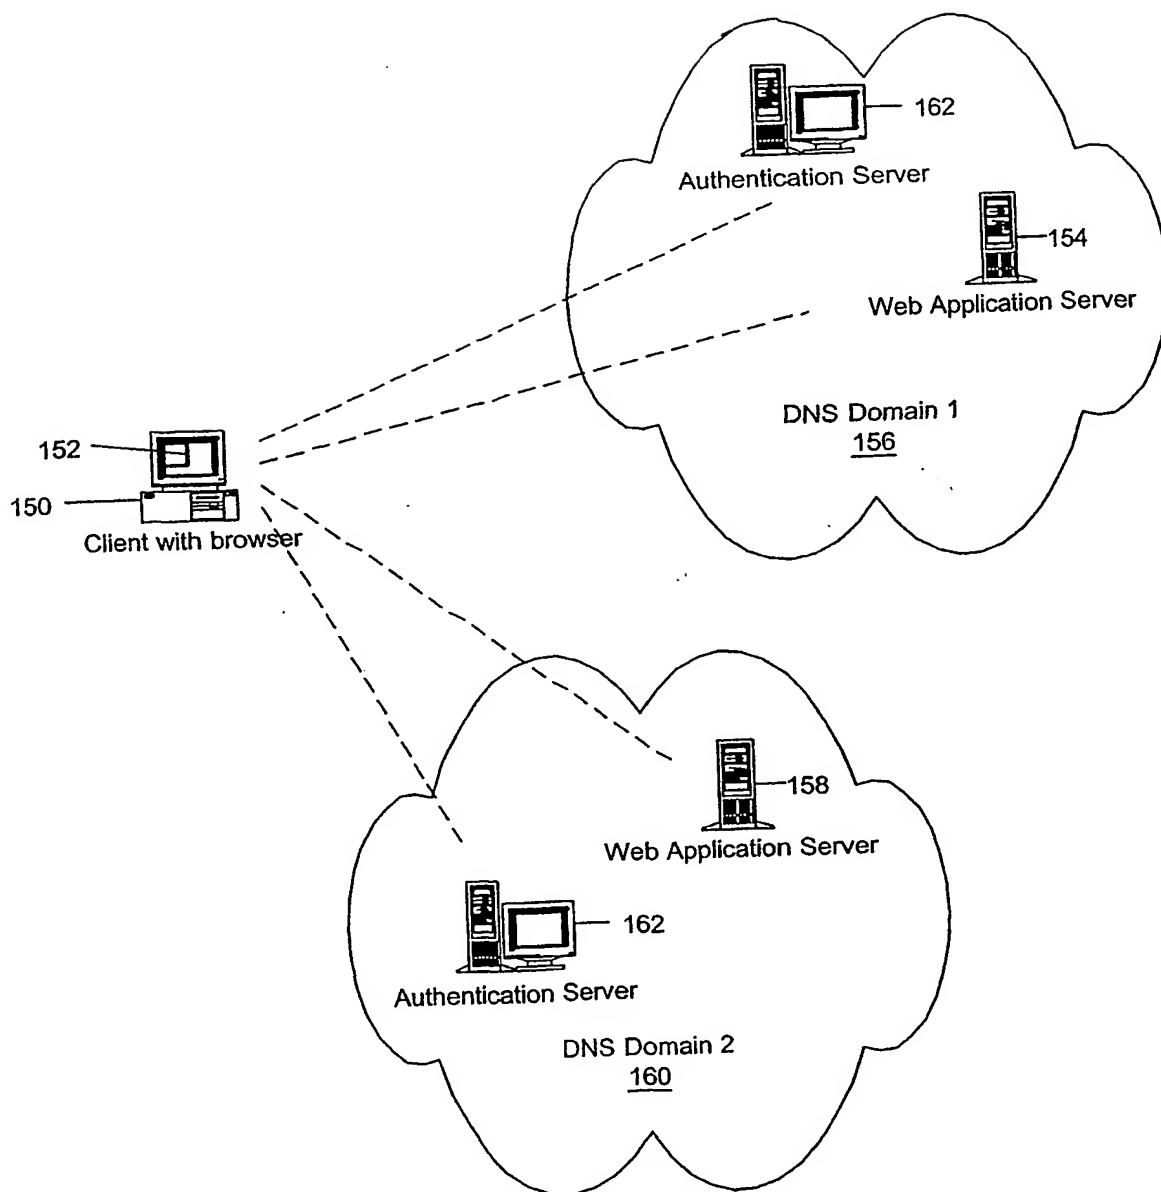 162
Authentication Server
154
Web Application Server
DNS Domain 1
156
152
150
Client with browser
158
Web Application Server
162
Authentication Server
DNS Domain 2
160